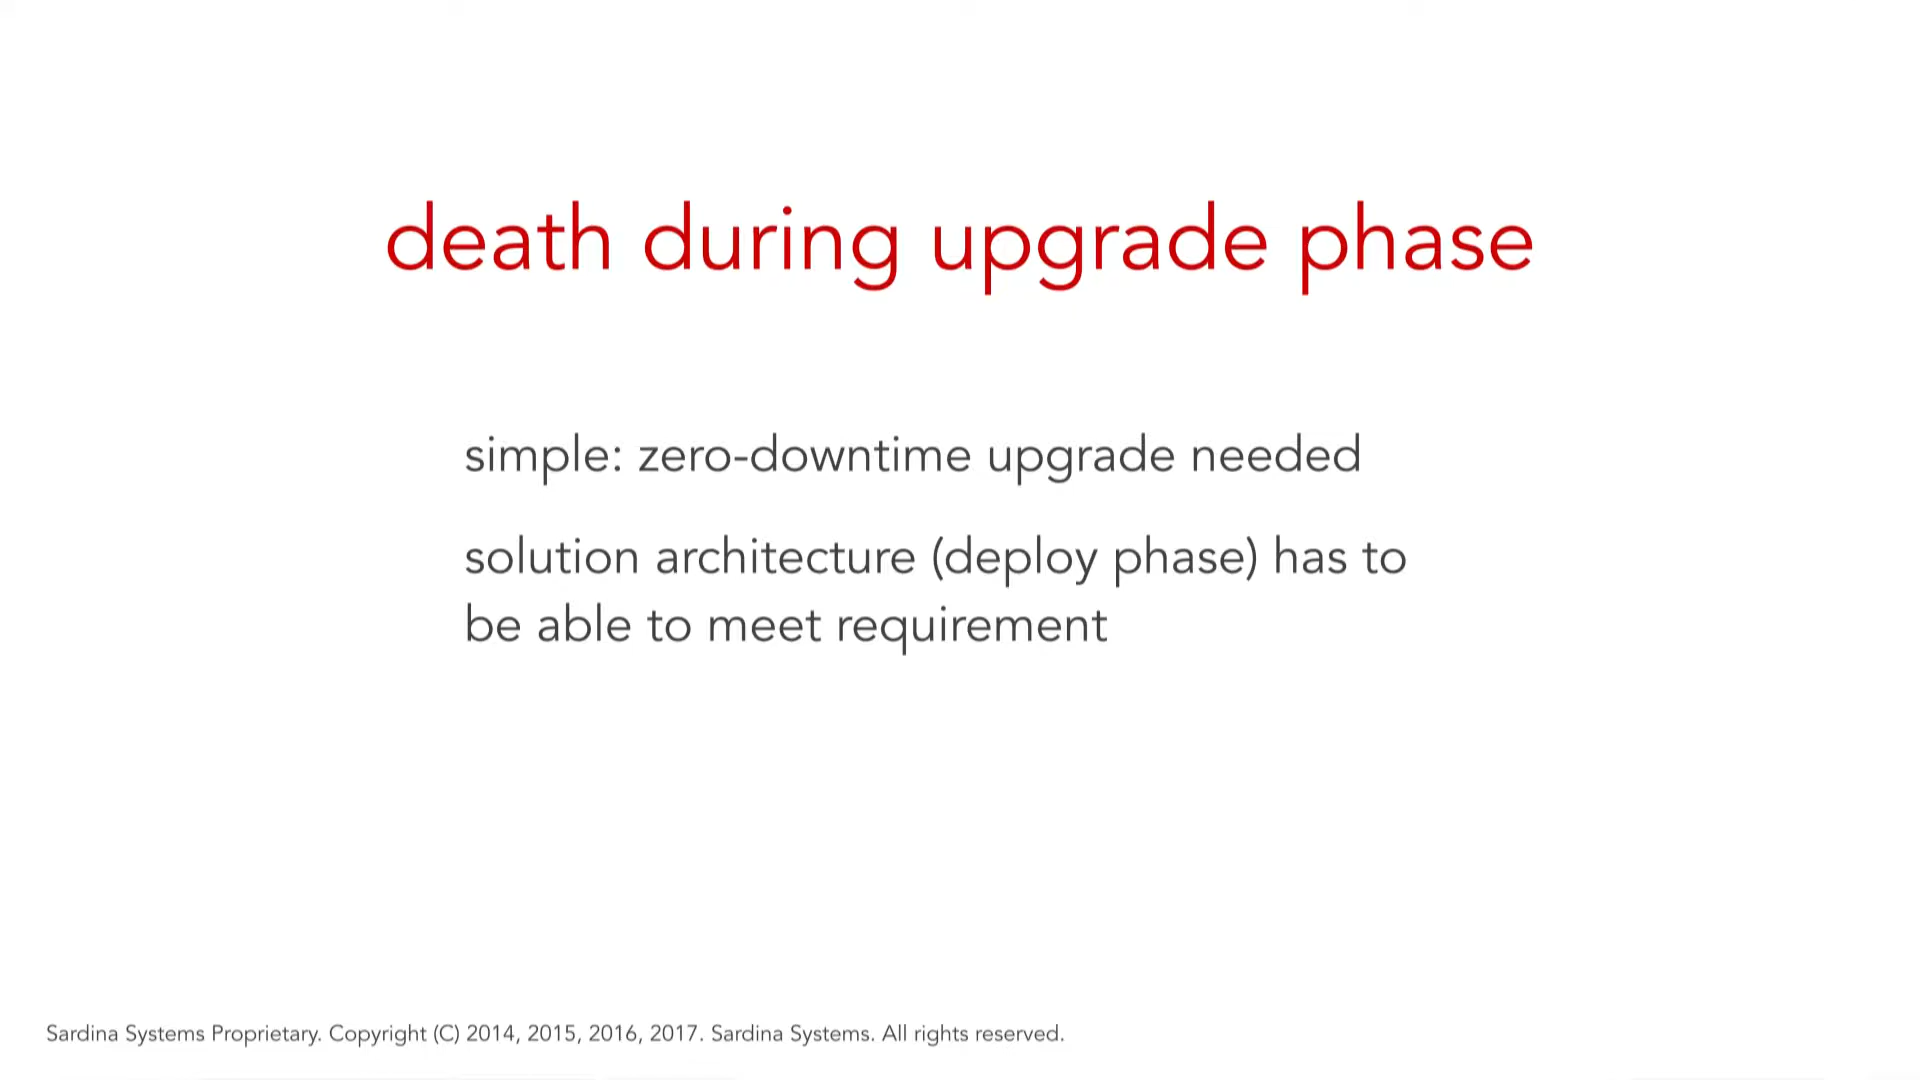 death during upgrade phase
simple: zero-downtime upgrade needed
solution architecture (deploy phase) has to
be able to meet requirement
Sardina Systems Proprietary. Copyright (C) 2014, 2015, 2016, 2017. Sardina Systems. All rights reserved.